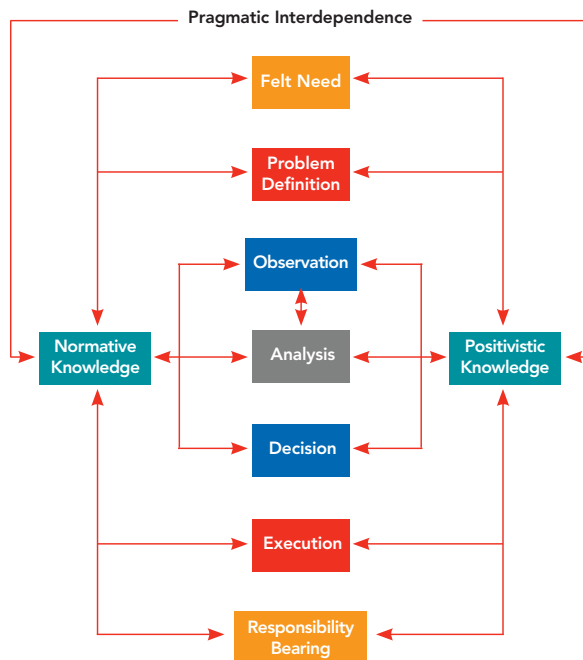 Pragmatic Interdependence
Felt Need
Problem
Definition
Observation
Normative
Knowledge
Analysis
Positivistic
Knowledge
Decision
Execution
Responsibility
Bearing